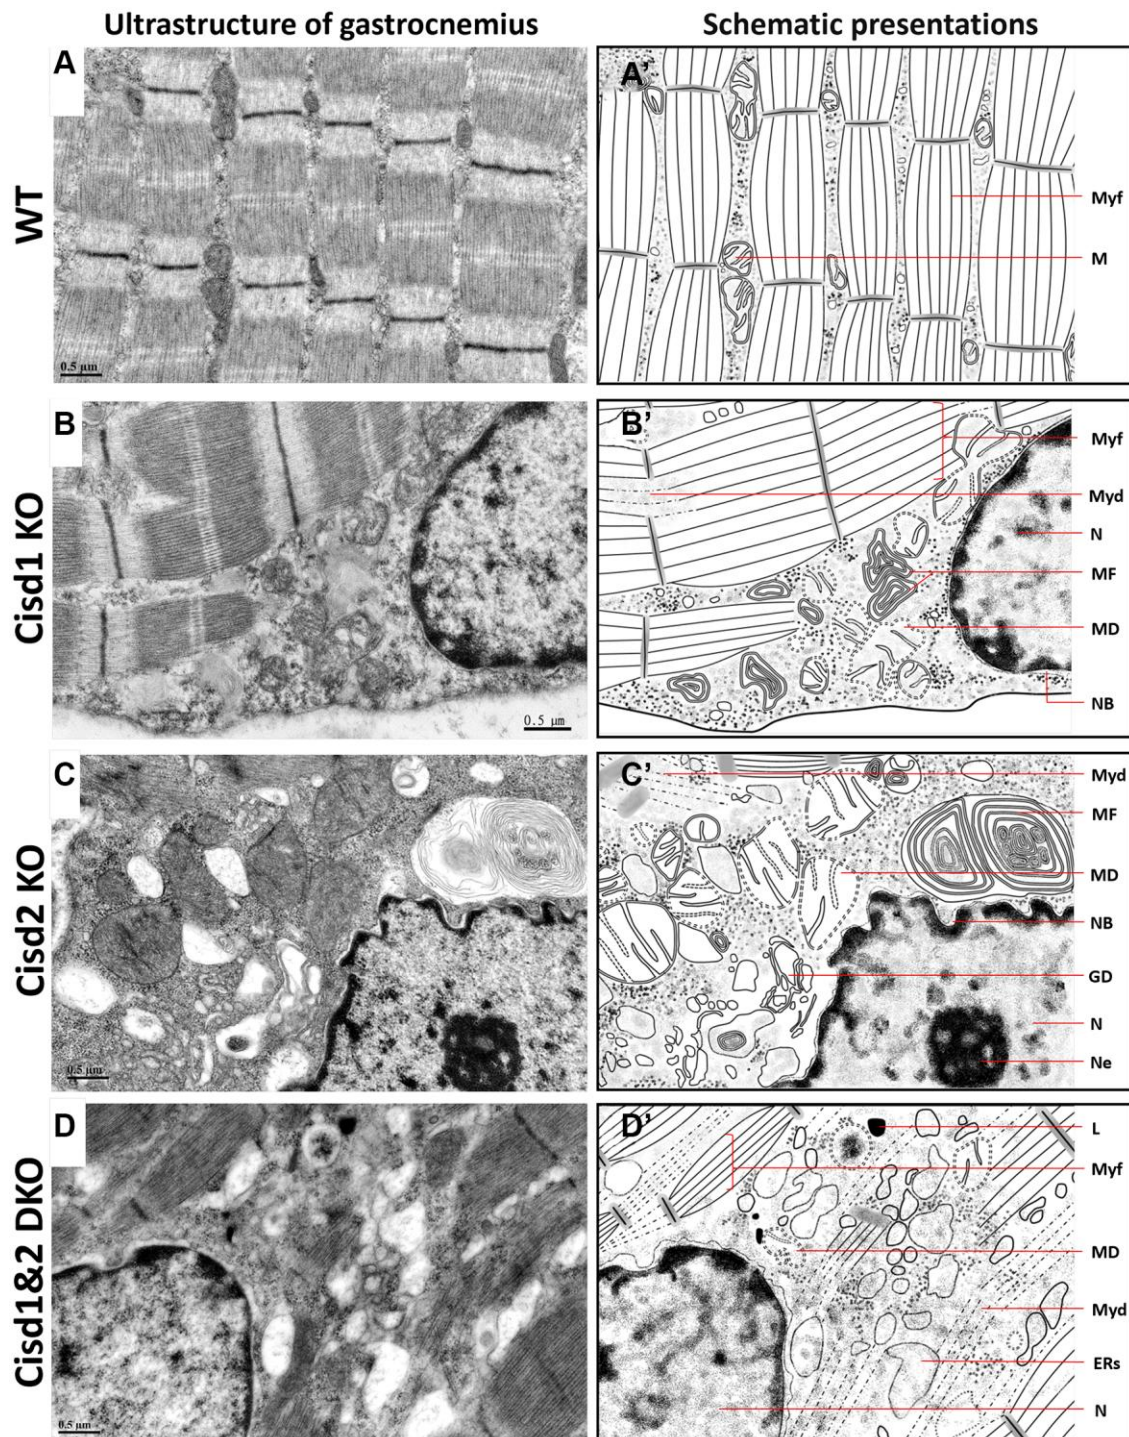 Ultrastructure of gastrocnemius
Schematic presentations
WT
A
0.5 µm
A'
Myf
M
Cisd1 KO
B
0.5 µm
B'
Myf
Myd
N
MF
MD
NB
Cisd2 KO
C
0.5 µm
C'
Myd
MF
MD
NB
GD
N
Ne
Cisd1&2 DKO
D
0.5 µm
D'
L
Myf
MD
Myd
ERs
N